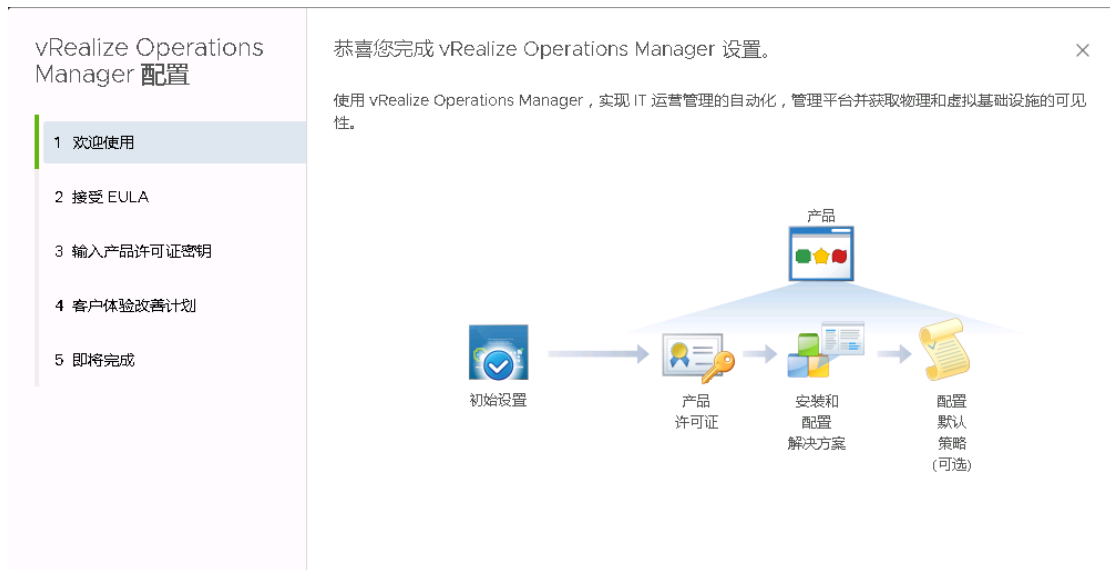 vRealize Operations
Manager 配置
1 欢迎使用
2 接受 EULA
3 输入产品许可证密钥
4 客户体验改善计划
5 即将完成
恭喜您完成 vRealize Operations Manager 设置。
使用 vRealize Operations Manager，实现 IT 运营管理的自动化，管理平台并获取物理和虚拟基础设施的可见
性。
产品
初始设置
产品
许可证
安装和
配置
解决方案
配置
默认
策略
(可选)